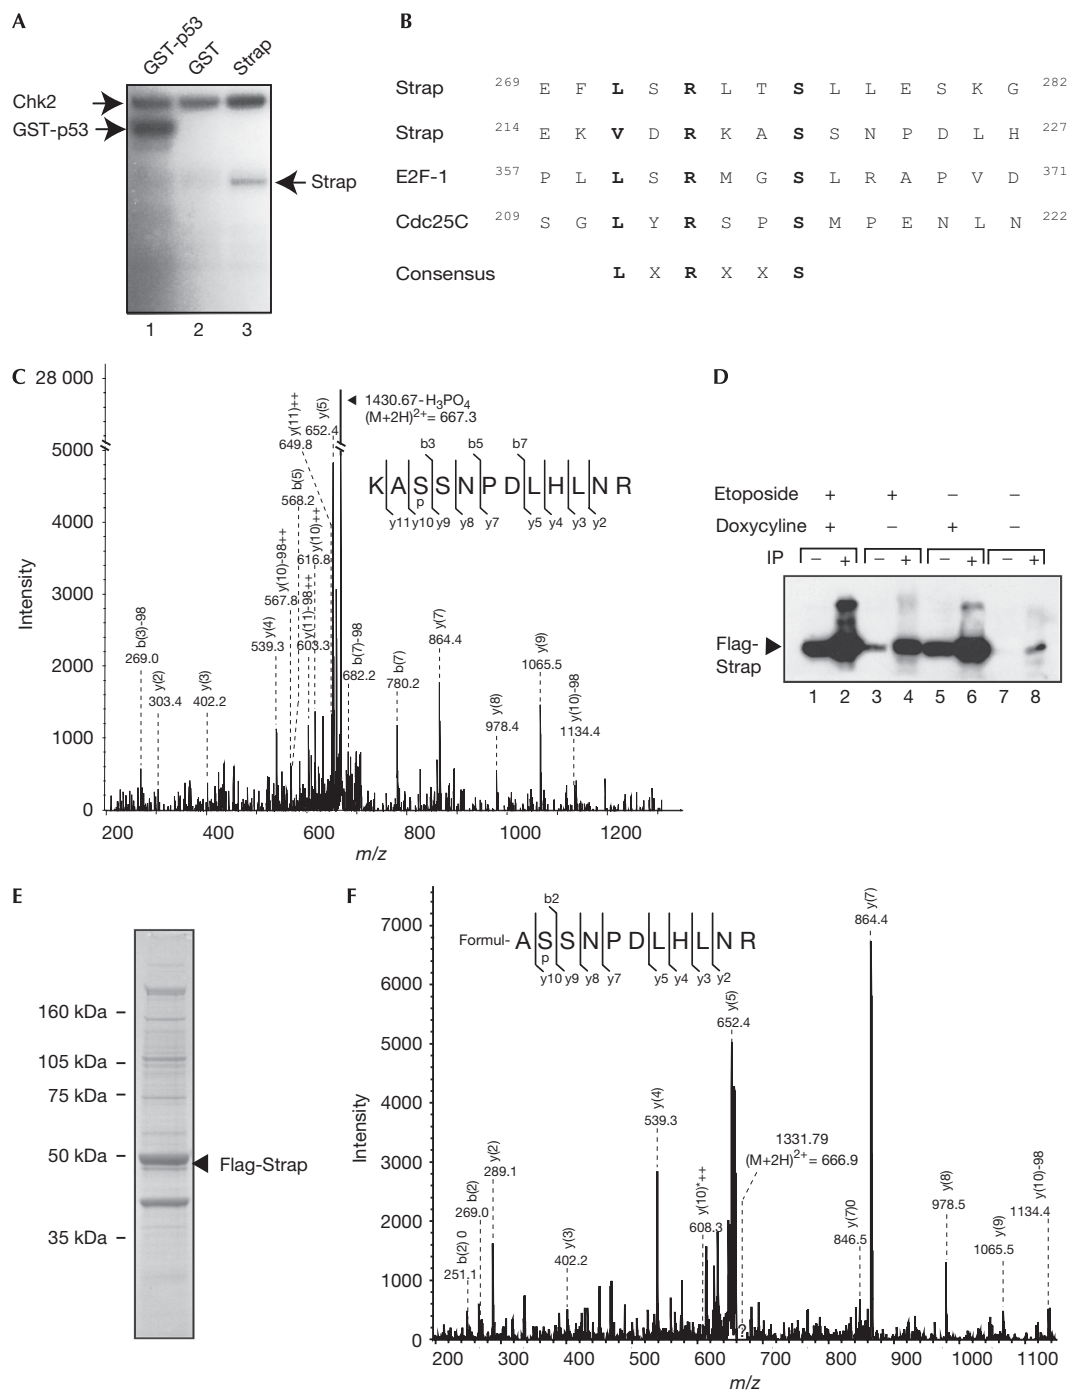 A
GST-p53
GST
Strap
Chk2
GST-p53
Strap
1 2 3
B
Strap 269 E F L S R L T S L L E S K G 282
Strap 214 E K V D R K A S S N P D L H 227
E2F-1 357 P L L S R M G S L R A P V D 371
Cdc25C 209 S G L Y R S P S M P E N L N 222
Consensus L X R X X S
C
28 000
5000
4000
3000
2000
1000
0
Intensity
200 400 600 800 1000 1200
m/z
b(3)-98
269.0
y(2)
303.4
y(3)
402.2
y(4)
539.3
y(10)-98++
567.8
b(5)
568.2
y(11)-98++
603.3
y(10)++
616.8
y(11)++
649.8
y(5)
652.4
1430.67-H₃PO₄
(M+2H)²⁺= 667.3
b(7)-98
682.2
b(7)
780.2
y(7)
864.4
y(8)
978.4
y(9)
1065.5
y(10)-98
1134.4
b3 b5 b7
K A S S N P D L H L N R
p
y11 y10 y9 y8 y7 y5 y4 y3 y2
D
Etoposide + + – –
Doxycyline + – + –
IP – + – + – + – +
Flag-
Strap
1 2 3 4 5 6 7 8
E
160 kDa
105 kDa
75 kDa
50 kDa
35 kDa
Flag-Strap
F
7000
6000
5000
4000
3000
2000
1000
0
Intensity
200 300 400 500 600 700 800 900 1000 1100
m/z
b2
Formul- A S S N P D L H L N R
p
y10 y9 y8 y7 y5 y4 y3 y2
b(2) 0
251.1
b(2)
269.0
y(2)
289.1
y(3)
402.2
y(4)
539.3
y(10)*++
608.3
y(5)
652.4
1331.79
(M+2H)²⁺= 666.9
?
y(7)0
846.5
y(7)
864.4
y(8)
978.5
y(9)
1065.5
y(10)-98
1134.4